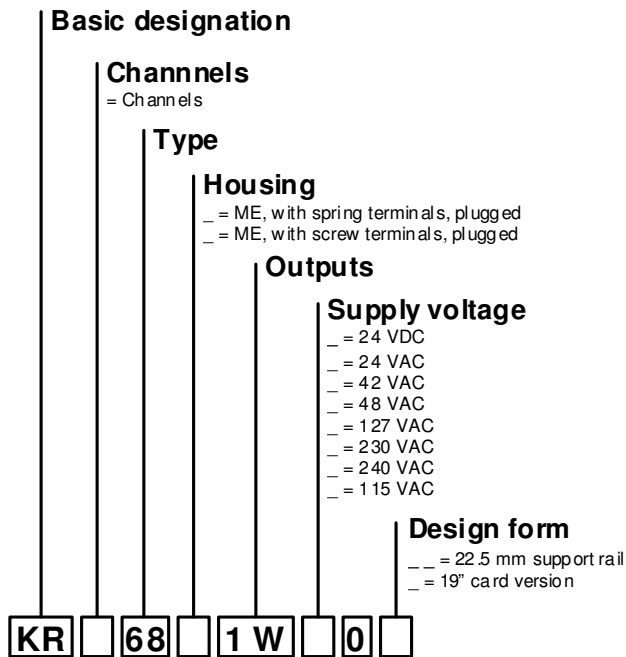 Basic designation
Channnels
= Channels
Type
Housing
_ = ME, with spring terminals, plugged
_ = ME, with screw terminals, plugged
Outputs
Supply voltage
_ = 24 VDC
_ = 24 VAC
_ = 42 VAC
_ = 48 VAC
_ = 127 VAC
_ = 230 VAC
_ = 240 VAC
_ = 115 VAC
Design form
_ _ = 22.5 mm support rail
_ = 19" card version
KR 68 1 W 0